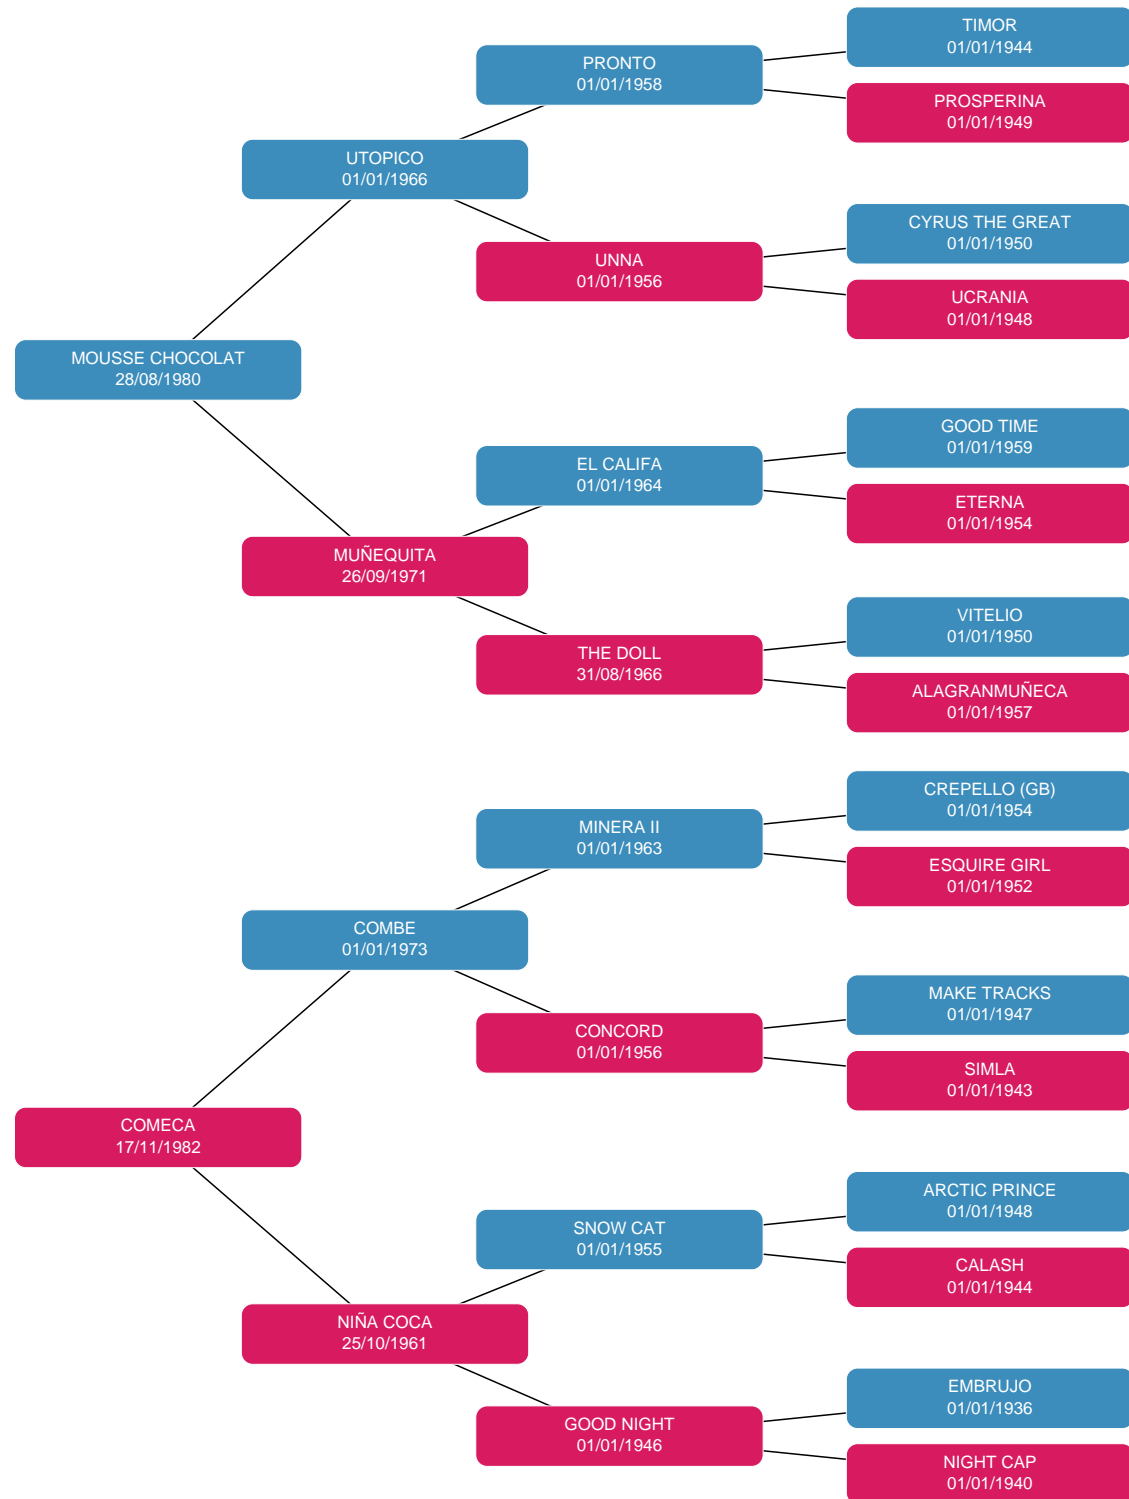 TIMOR
01/01/1944
PRONTO
01/01/1958
PROSPERINA
01/01/1949
UTOPICO
01/01/1966
CYRUS THE GREAT
01/01/1950
UNNA
01/01/1956
UCRANIA
01/01/1948
MOUSSE CHOCOLAT
28/08/1980
GOOD TIME
01/01/1959
EL CALIFA
01/01/1964
ETERNA
01/01/1954
MUÑEQUITA
26/09/1971
VITELIO
01/01/1950
THE DOLL
31/08/1966
ALAGRANMUÑECA
01/01/1957
CREPELLO (GB)
01/01/1954
MINERA II
01/01/1963
ESQUIRE GIRL
01/01/1952
COMBE
01/01/1973
MAKE TRACKS
01/01/1947
CONCORD
01/01/1956
SIMLA
01/01/1943
COMECA
17/11/1982
ARCTIC PRINCE
01/01/1948
SNOW CAT
01/01/1955
CALASH
01/01/1944
NIÑA COCA
25/10/1961
EMBRUJO
01/01/1936
GOOD NIGHT
01/01/1946
NIGHT CAP
01/01/1940